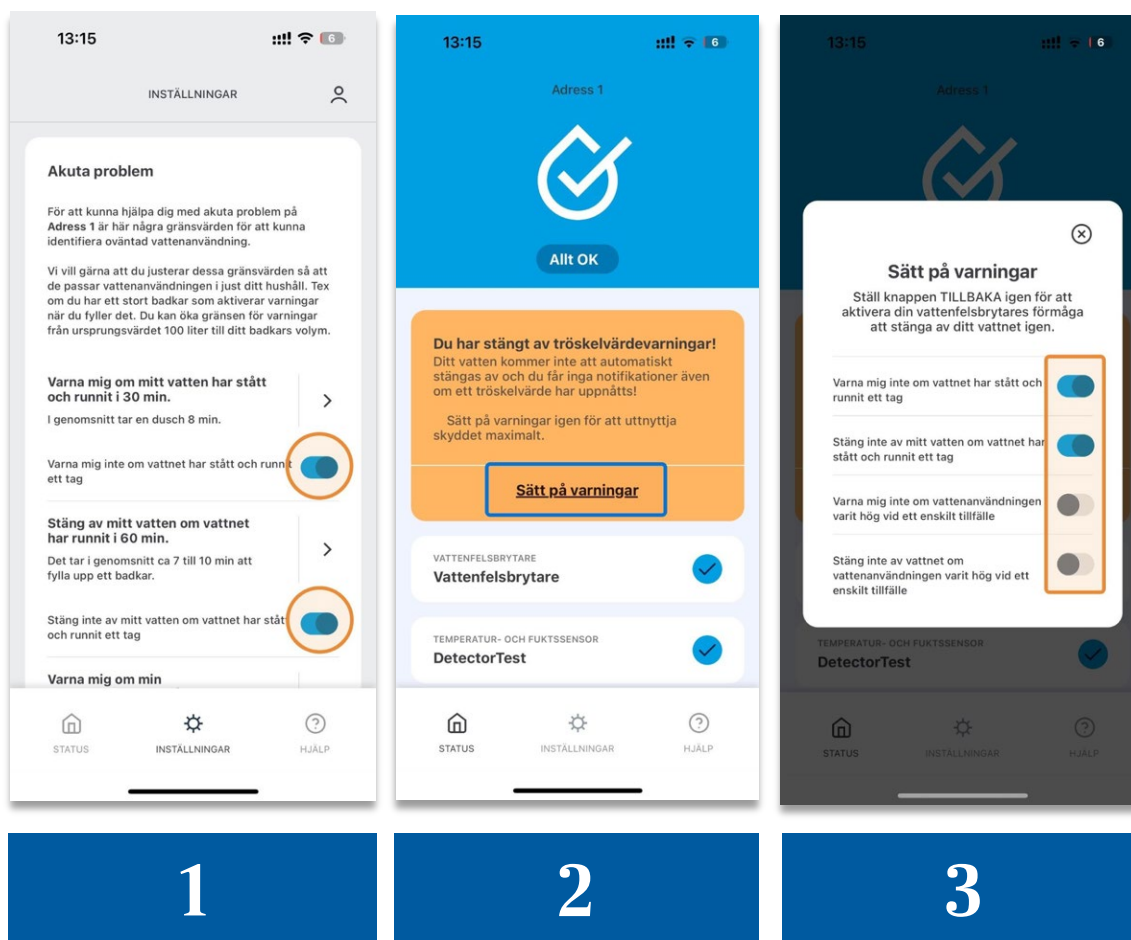 13:15
6
INSTÄLLNINGAR
Akuta problem
För att kunna hjälpa dig med akuta problem på
Adress 1 är här några gränsvärden för att kunna
identifiera oväntad vattenanvändning.
Vi vill gärna att du justerar dessa gränsvärden så att
de passar vattenanvändningen i just ditt hushåll. Tex
om du har ett stort badkar som aktiverar varningar
när du fyller det. Du kan öka gränsen för varningar
från ursprungsvärdet 100 liter till ditt badkars volym.
Varna mig om mitt vatten har stått
och runnit i 30 min.
I genomsnitt tar en dusch 8 min.
Varna mig inte om vattnet har stått och runnit
ett tag
Stäng av mitt vatten om vattnet
har runnit i 60 min.
Det tar i genomsnitt ca 7 till 10 min att
fylla upp ett badkar.
Stäng inte av mitt vatten om vattnet har stått
och runnit ett tag
Varna mig om min
STATUS
INSTÄLLNINGAR
HJÄLP
1
13:15
6
Adress 1
Allt OK
Du har stängt av tröskelvärdevarningar!
Ditt vatten kommer inte att automatiskt
stängas av och du får inga notifikationer även
om ett tröskelvärde har uppnåtts!
Sätt på varningar igen för att uttnyttja
skyddet maximalt.
Sätt på varningar
VATTENFELSBRYTARE
Vattenfelsbrytare
TEMPERATUR- OCH FUKTSSENSOR
DetectorTest
STATUS
INSTÄLLNINGAR
HJÄLP
2
13:15
6
Adress 1
Sätt på varningar
Ställ knappen TILLBAKA igen för att
aktivera din vattenfelsbrytares förmåga
att stänga av ditt vattnet igen.
Varna mig inte om vattnet har stått och
runnit ett tag
Stäng inte av mitt vatten om vattnet har
stått och runnit ett tag
Varna mig inte om vattenanvändningen
varit hög vid ett enskilt tillfälle
Stäng inte av vattnet om
vattenanvändningen varit hög vid ett
enskilt tillfälle
TEMPERATUR- OCH FUKTSSENSOR
DetectorTest
STATUS
INSTÄLLNINGAR
HJÄLP
3